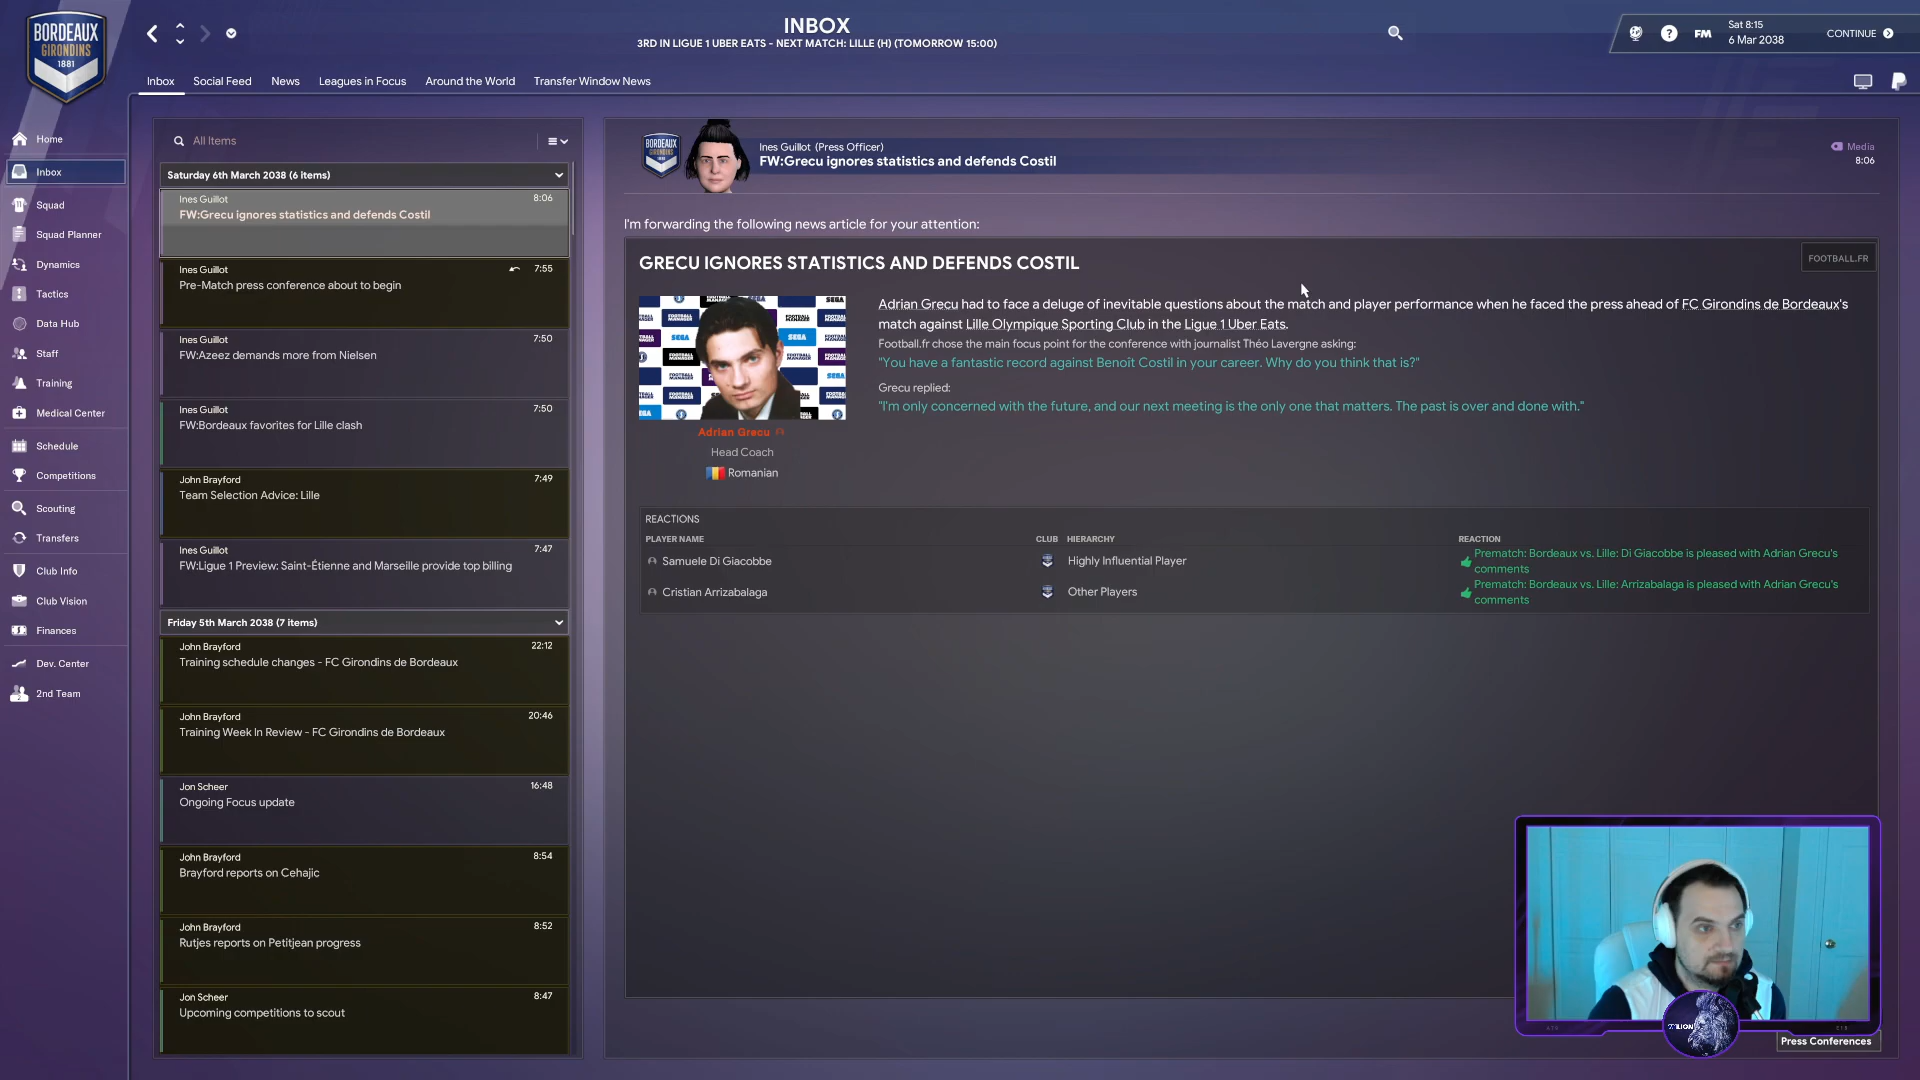 BORDEAUX
GIRONDINS
1881
INBOX
3RD IN LIGUE 1 UBER EATS - NEXT MATCH: LILLE (H) (TOMORROW 15:00)
FM
Sat 8:15
6 Mar 2038
CONTINUE
Inbox
Social Feed
News
Leagues in Focus
Around the World
Transfer Window News
Home
Inbox
Squad
Squad Planner
Dynamics
Tactics
Data Hub
Staff
Training
Medical Center
Schedule
Competitions
Scouting
Transfers
Club Info
Club Vision
Finances
Dev. Center
2nd Team
All Items
Saturday 6th March 2038 (6 items)
Ines Guillot 8:06
FW:Grecu ignores statistics and defends Costil
Ines Guillot 7:55
Pre-Match press conference about to begin
Ines Guillot 7:50
FW:Azeez demands more from Nielsen
Ines Guillot 7:50
FW:Bordeaux favorites for Lille clash
John Brayford 7:49
Team Selection Advice: Lille
Ines Guillot 7:47
FW:Ligue 1 Preview: Saint-Étienne and Marseille provide top billing
Friday 5th March 2038 (7 items)
John Brayford 22:12
Training schedule changes - FC Girondins de Bordeaux
John Brayford 20:46
Training Week In Review - FC Girondins de Bordeaux
Jon Scheer 16:48
Ongoing Focus update
John Brayford 8:54
Brayford reports on Cehajic
John Brayford 8:52
Rutjes reports on Petitjean progress
Jon Scheer 8:47
Upcoming competitions to scout
Ines Guillot (Press Officer)
FW:Grecu ignores statistics and defends Costil
Media
8:06
I'm forwarding the following news article for your attention:
GRECU IGNORES STATISTICS AND DEFENDS COSTIL
FOOTBALL.FR
Adrian Grecu had to face a deluge of inevitable questions about the match and player performance when he faced the press ahead of FC Girondins de Bordeaux's
match against Lille Olympique Sporting Club in the Ligue 1 Uber Eats.
Football.fr chose the main focus point for the conference with journalist Théo Lavergne asking:
"You have a fantastic record against Benoît Costil in your career. Why do you think that is?"
Grecu replied:
"I'm only concerned with the future, and our next meeting is the only one that matters. The past is over and done with."
Adrian Grecu
Head Coach
Romanian
REACTIONS
PLAYER NAME CLUB HIERARCHY REACTION
Samuele Di Giacobbe Highly Influential Player Prematch: Bordeaux vs. Lille: Di Giacobbe is pleased with Adrian Grecu's
comments
Cristian Arrizabalaga Other Players Prematch: Bordeaux vs. Lille: Arrizabalaga is pleased with Adrian Grecu's
comments
Press Conferences